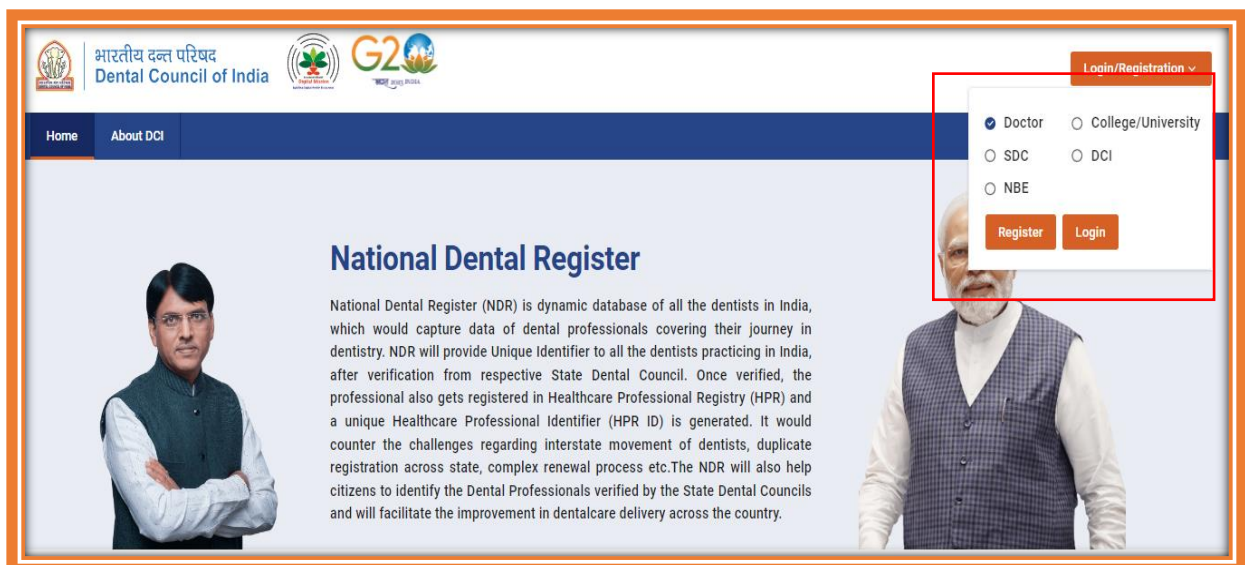 भारतीय दन्त परिषद
Dental Council of India
G20
Login/Registration
Home
About DCI
Doctor
College/University
SDC
DCI
NBE
Register
Login
National Dental Register
National Dental Register (NDR) is dynamic database of all the dentists in India,
which would capture data of dental professionals covering their journey in
dentistry. NDR will provide Unique Identifier to all the dentists practicing in India,
after verification from respective State Dental Council. Once verified, the
professional also gets registered in Healthcare Professional Registry (HPR) and
a unique Healthcare Professional Identifier (HPR ID) is generated. It would
counter the challenges regarding interstate movement of dentists, duplicate
registration across state, complex renewal process etc.The NDR will also help
citizens to identify the Dental Professionals verified by the State Dental Councils
and will facilitate the improvement in dentalcare delivery across the country.